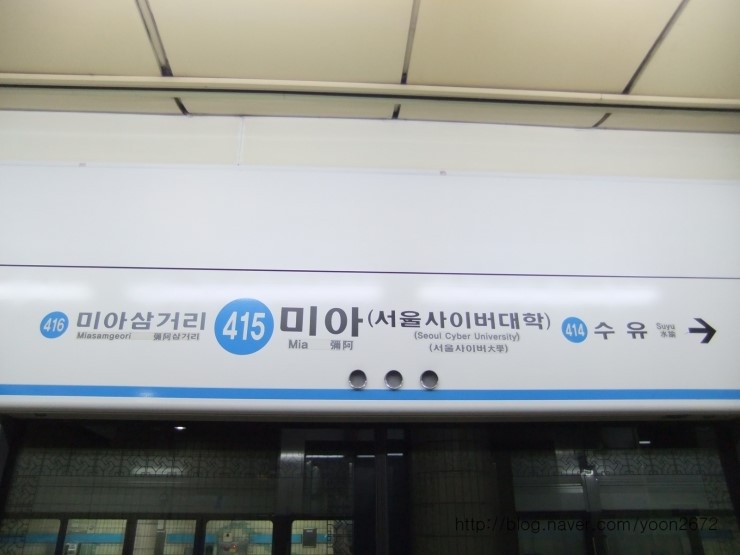 416 미아삼거리 415 미아 (서울사이버대학) 414 수유 Suyu →
Miasamgeori 彌阿삼거리 Mia 彌阿 (Seoul Cyber University) 水踰
(서울사이버大學)
http://blog.naver.com/yoon2672